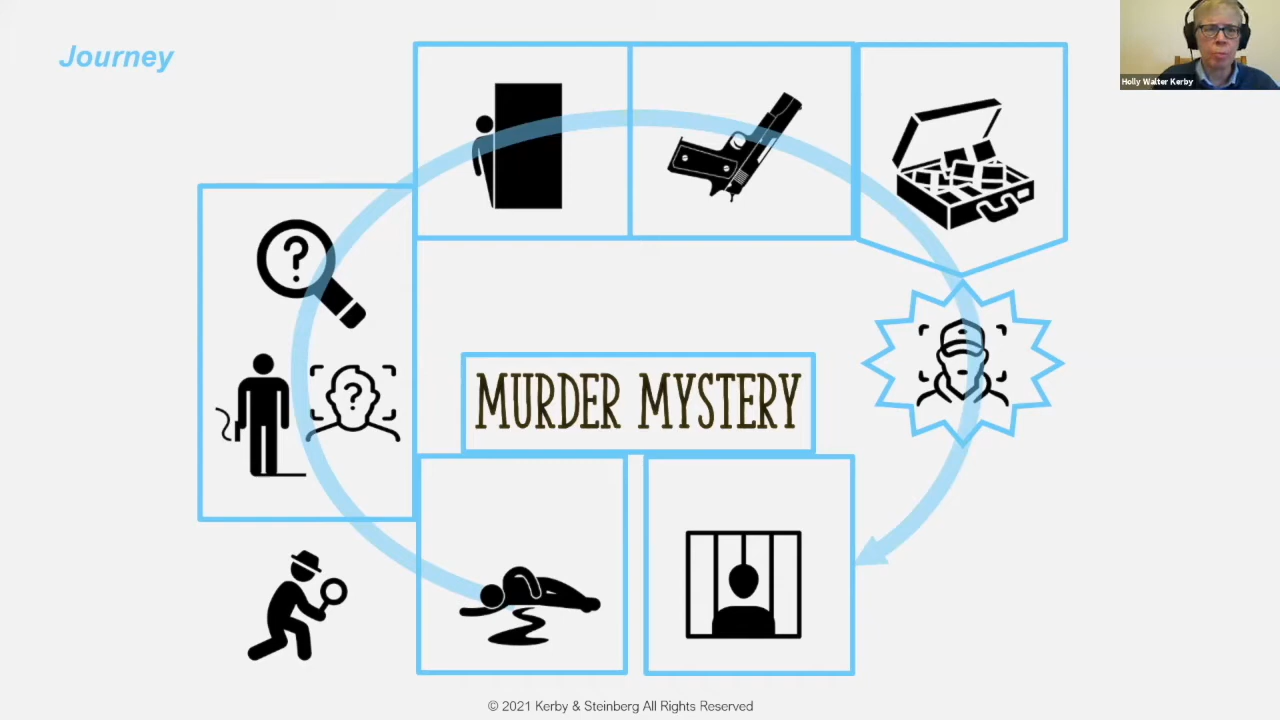 Journey
Holly Walter Kerby
?
?
MURDER MYSTERY
© 2021 Kerby & Steinberg All Rights Reserved